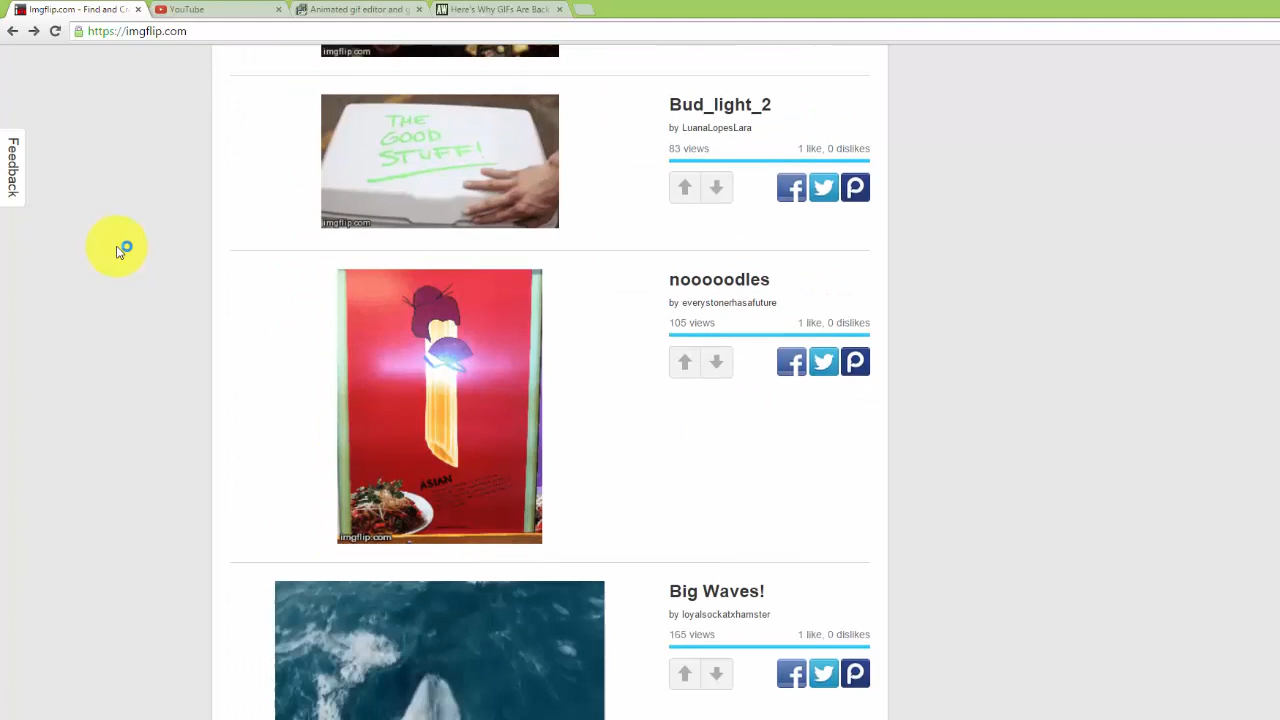 Imgflip.com - Find and Cr
YouTube
Animated gif editor and g
Here's Why GIFs Are Back
https://imgflip.com
Feedback
imgflip.com
THE
GOOD
STUFF!
imgflip.com
Bud_light_2
by LuanaLopesLara
83 views
1 like, 0 dislikes
ASIAN
imgflip.com
nooooodles
by everystonerhasafuture
105 views
1 like, 0 dislikes
Big Waves!
by loyalsockatxhamster
165 views
1 like, 0 dislikes